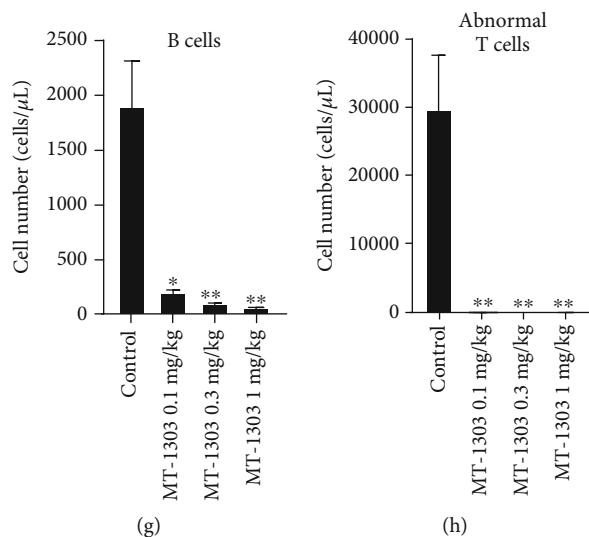 B cells
Cell number (cells/μL)
2500
2000
1500
1000
500
0
*
**
**
Control
MT-1303 0.1 mg/kg
MT-1303 0.3 mg/kg
MT-1303 1 mg/kg
(g)
Abnormal
T cells
Cell number (cells/μL)
40000
30000
20000
10000
0
**
**
**
Control
MT-1303 0.1 mg/kg
MT-1303 0.3 mg/kg
MT-1303 1 mg/kg
(h)